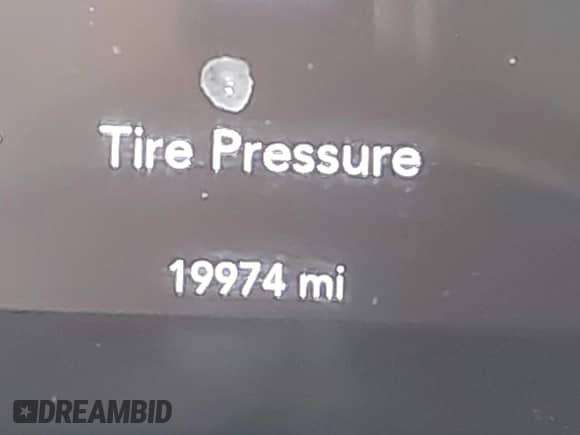 Tire Pressure
19974 mi
DREAMBID